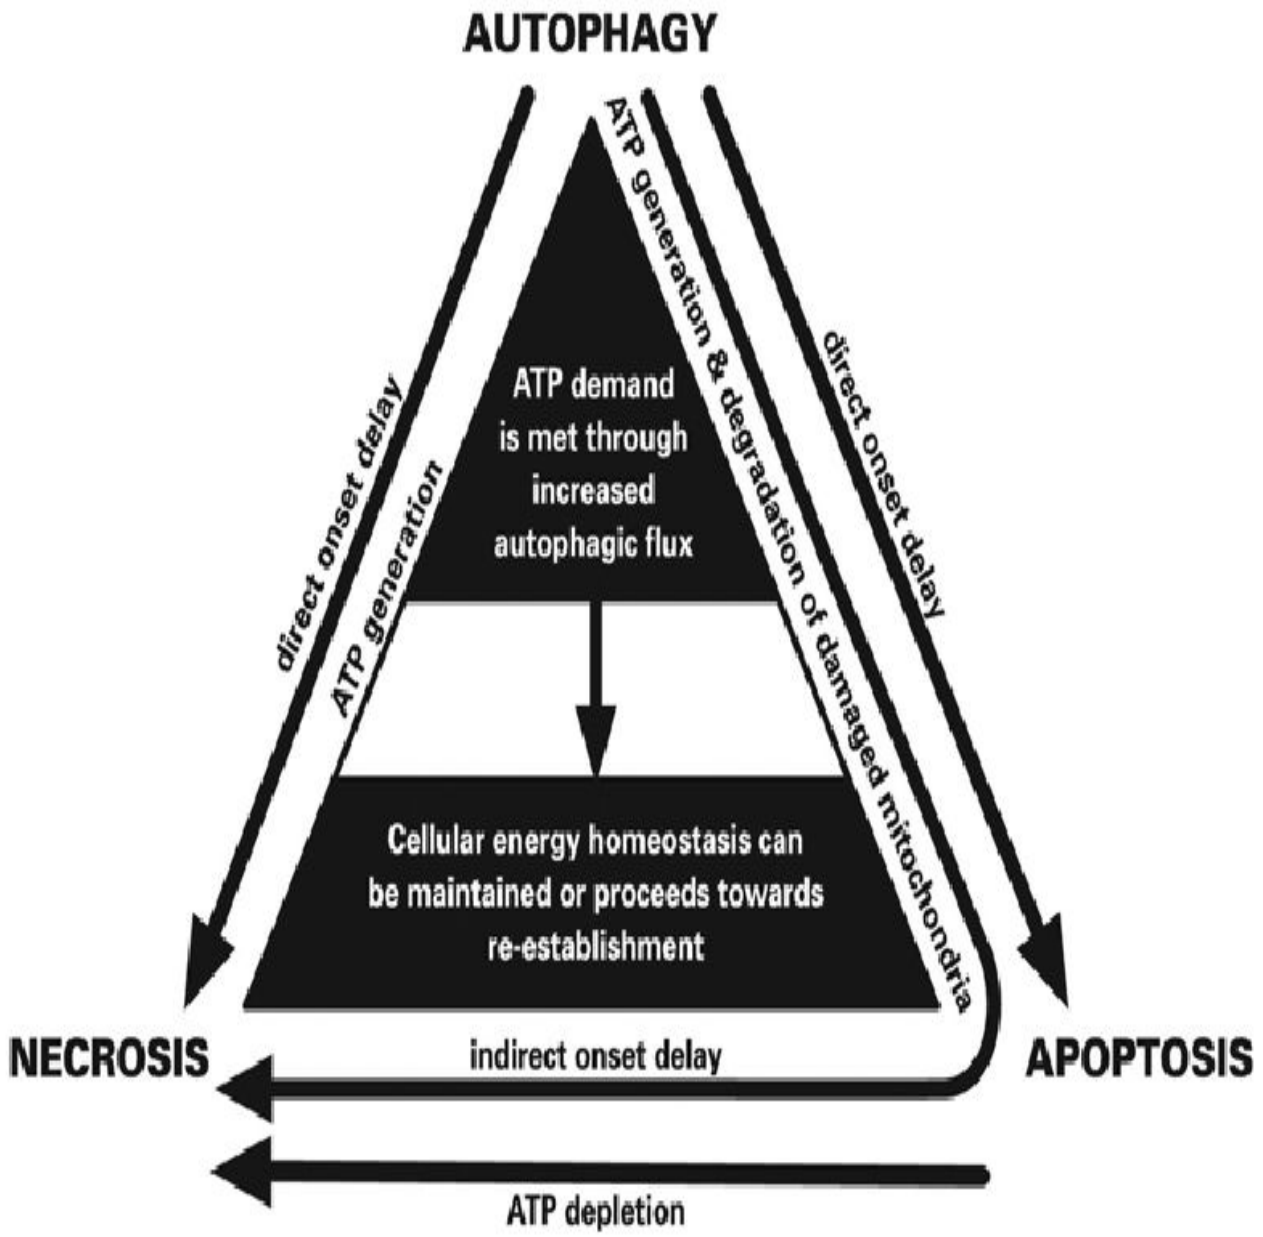 AUTOPHAGY
direct onset delay
ATP generation
ATP generation & degradation of damaged mitochondria
direct onset delay
ATP demand
is met through
increased
autophagic flux
Cellular energy homeostasis can
be maintained or proceeds towards
re-establishment
NECROSIS
indirect onset delay
APOPTOSIS
ATP depletion